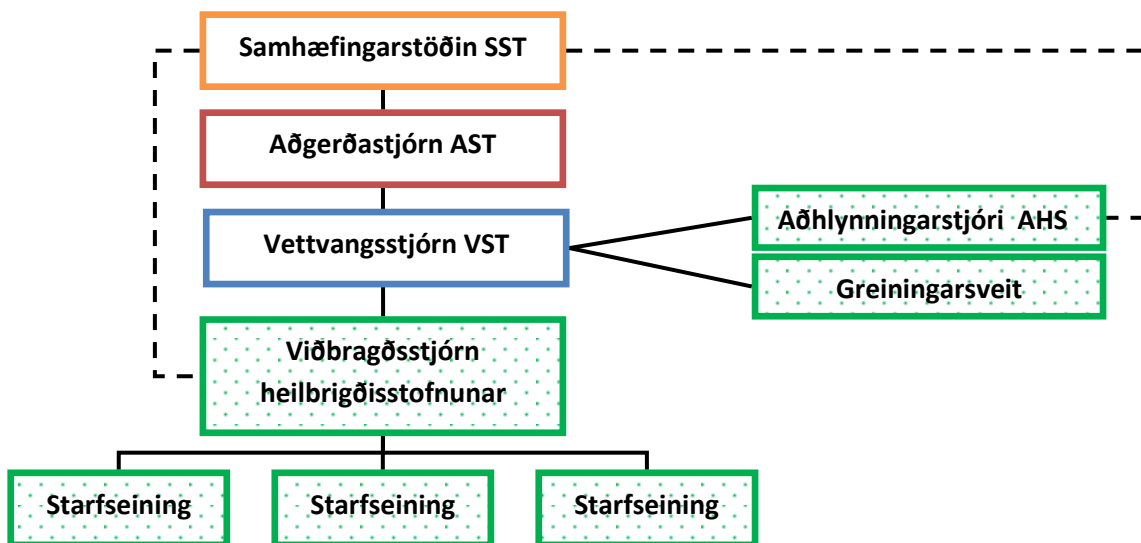 Samhæfingarstöðin SST
Aðgerðastjórn AST
Vettvangsstjórn VST
Aðhlynningarstjóri AHS
Greiningarsveit
Viðbragðsstjórn
heilbrigðisstofnunar
Starfseining
Starfseining
Starfseining